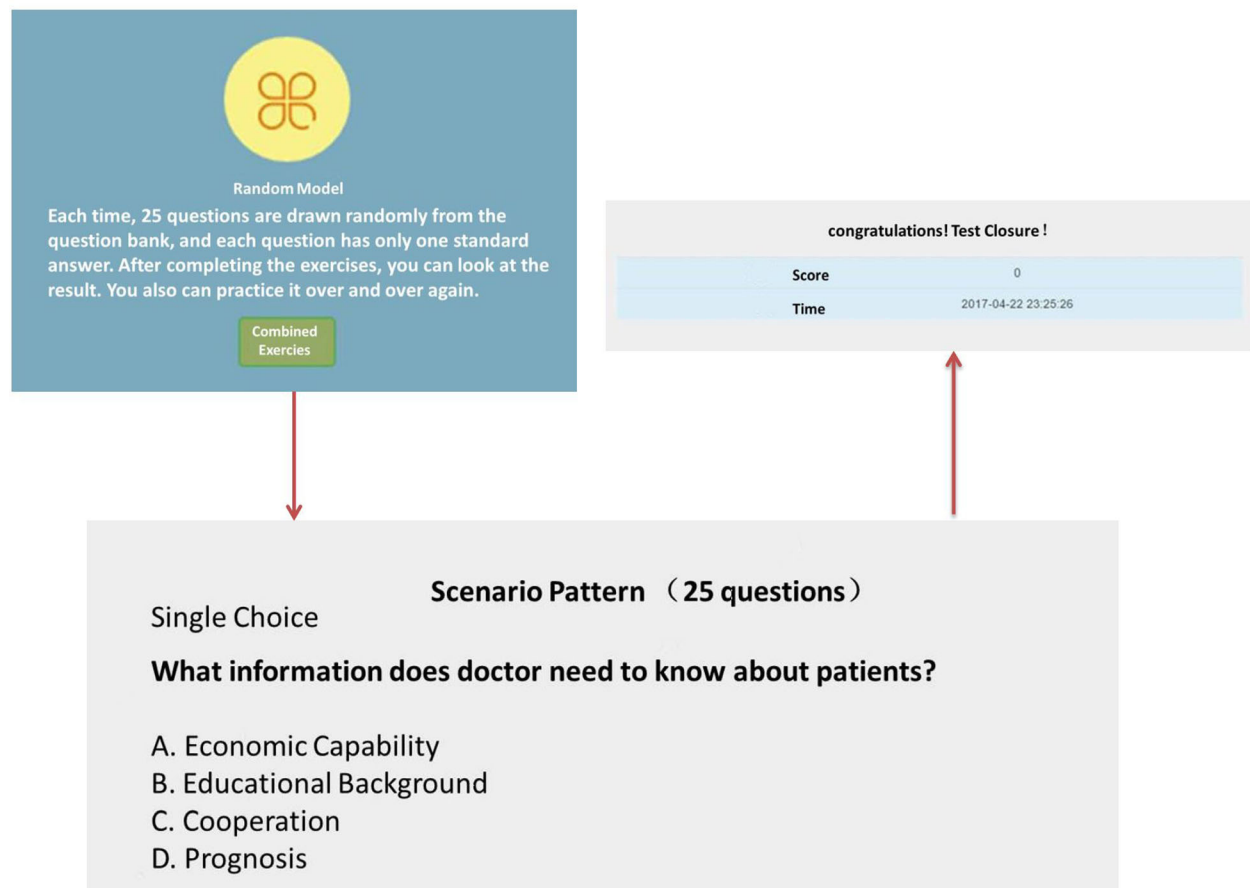 Random Model
Each time, 25 questions are drawn randomly from the
question bank, and each question has only one standard
answer. After completing the exercises, you can look at the
result. You also can practice it over and over again.
Combined
Exercies
congratulations! Test Closure！
Score 0
Time 2017-04-22 23:25:26
Scenario Pattern （25 questions）
Single Choice
What information does doctor need to know about patients?
A. Economic Capability
B. Educational Background
C. Cooperation
D. Prognosis